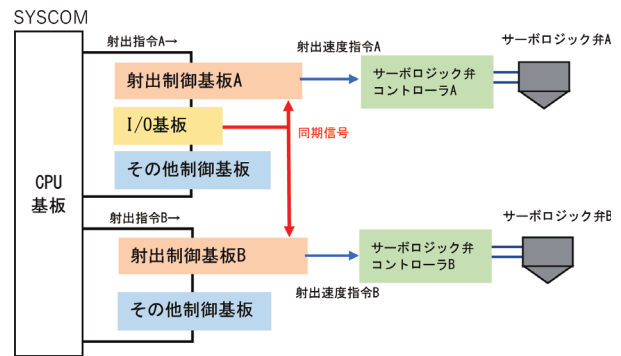 SYSCOM
射出指令A→
射出速度指令A
サーボロジック弁A
射出制御基板A
サーボロジック弁
コントローラA
I/O基板
同期信号
その他制御基板
CPU
基板
射出指令B→
サーボロジック弁B
射出制御基板B
サーボロジック弁
コントローラB
射出速度指令B
その他制御基板